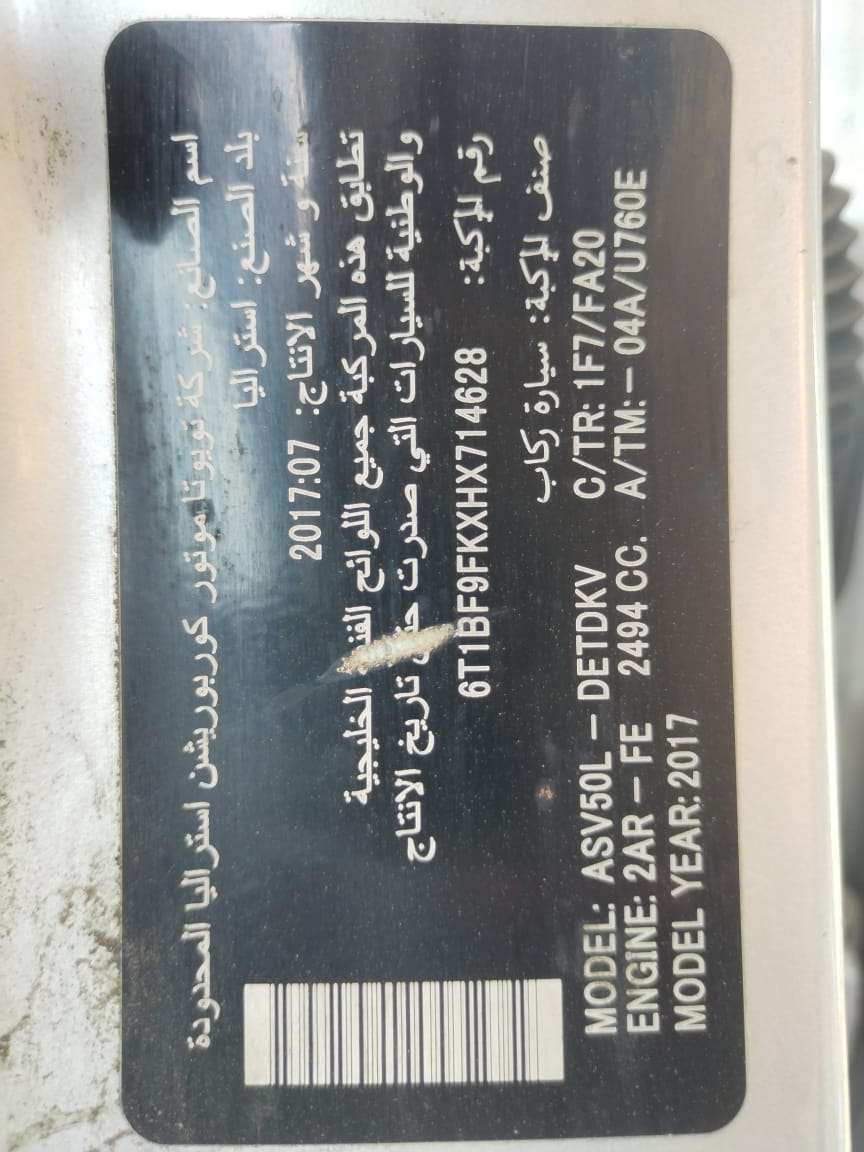 اسم الصانع: شركة تويوتا موتور كوربوريشن استراليا المحدودة
بلد الصنع: استراليا
سنة و شهر الانتاج: 2017:07
تطابق هذه المركبة جميع اللوائح الفنية الخليجية
والوطنية للسيارات التي صدرت حتى تاريخ الانتاج
رقم المركبة: 6T1BF9FKXHX714628
صنف المركبة: سيارة ركاب
MODEL: ASV50L – DETDKV C/TR: 1F7/FA20
ENGINE: 2AR – FE 2494 CC. A/TM: – 04A/U760E
MODEL YEAR: 2017